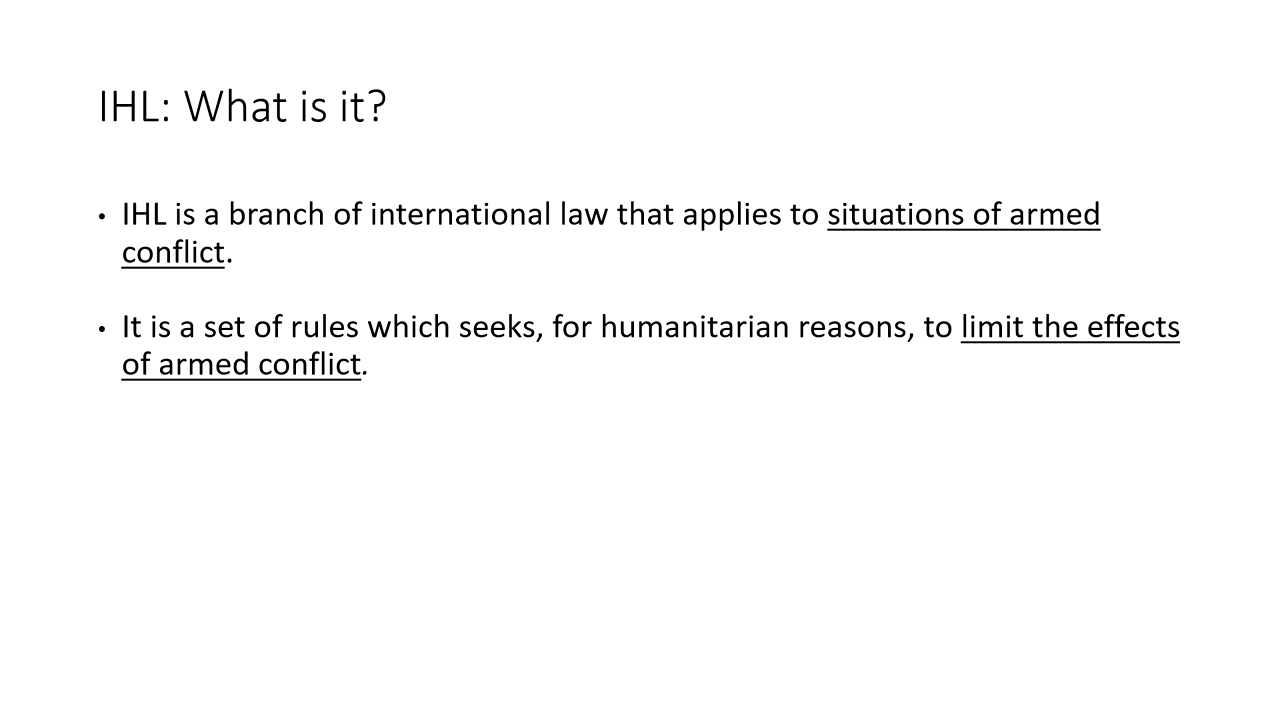 IHL: What is it?
• IHL is a branch of international law that applies to situations of armed
conflict.
• It is a set of rules which seeks, for humanitarian reasons, to limit the effects
of armed conflict.